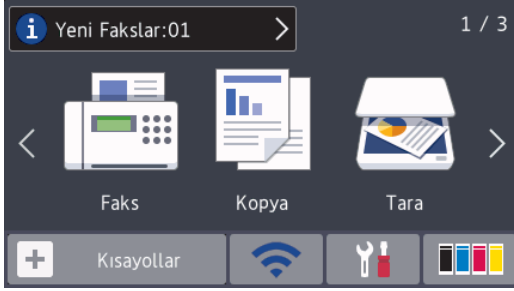 Yeni Fakslar:01
1 / 3
Faks
Kopya
Tara
Kısayollar